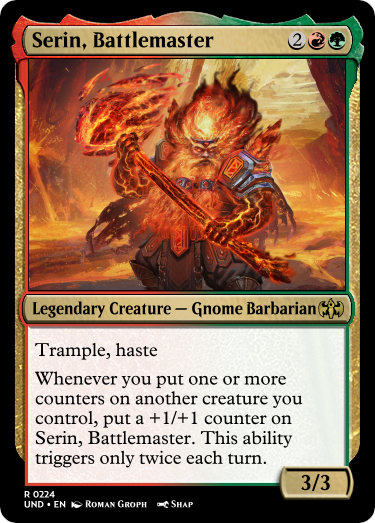 Serin, Battlemaster 2
Legendary Creature — Gnome Barbarian
Trample, haste
Whenever you put one or more
counters on another creature you
control, put a +1/+1 counter on
Serin, Battlemaster. This ability
triggers only twice each turn.
3/3
R 0224
UND • EN Roman Groph Shap